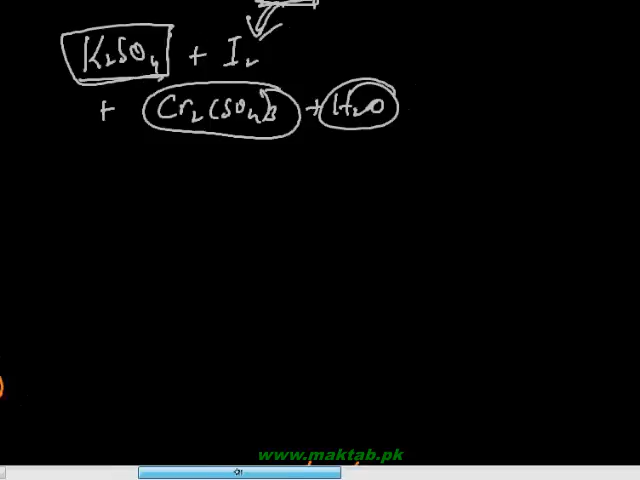 K₂SO₄ + I₂
+ Cr₂(SO₄)₃ + H₂O
www.maktab.pk